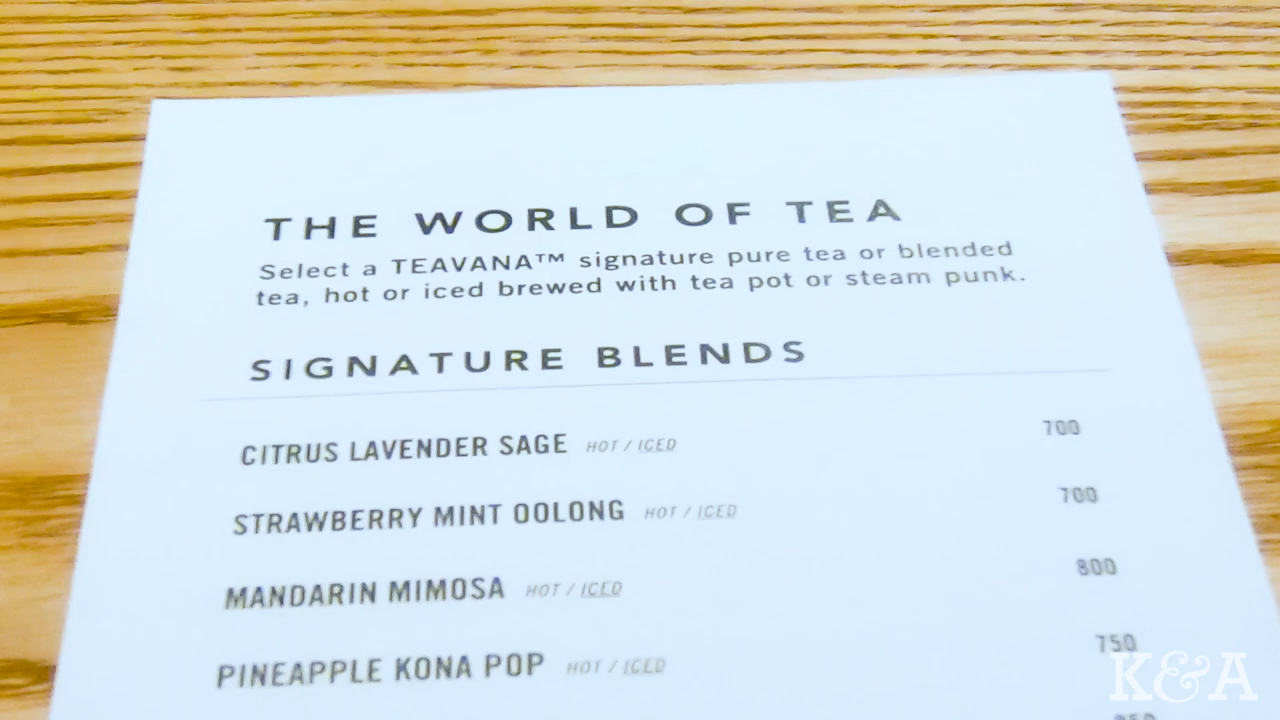 THE WORLD OF TEA
Select a TEAVANA™ signature pure tea or blended
tea, hot or iced brewed with tea pot or steam punk.
SIGNATURE BLENDS
CITRUS LAVENDER SAGE HOT / ICED 700
STRAWBERRY MINT OOLONG HOT / ICED 700
MANDARIN MIMOSA HOT / ICED 800
PINEAPPLE KONA POP HOT / ICED 750
K&A